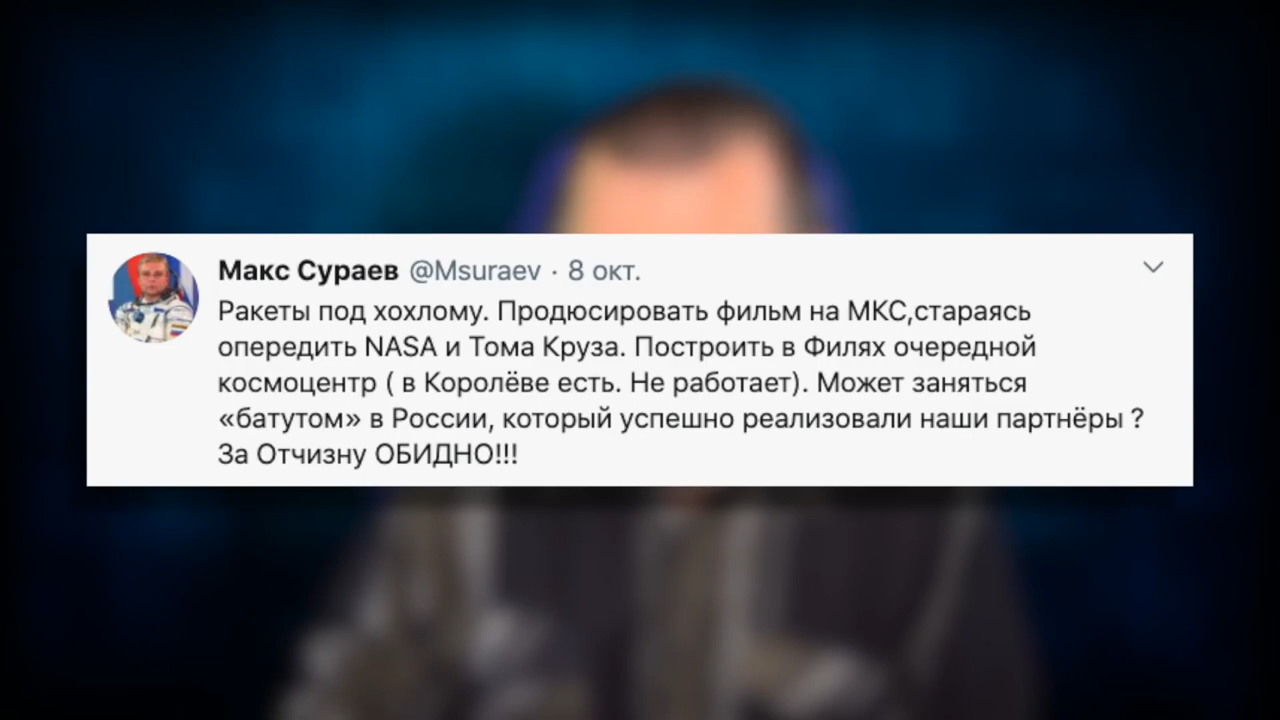 Макс Сураев @Msuraev · 8 окт.
Ракеты под хохлому. Продюсировать фильм на МКС,стараясь
опередить NASA и Тома Круза. Построить в Филях очередной
космоцентр ( в Королёве есть. Не работает). Может заняться
«батутом» в России, который успешно реализовали наши партнёры ?
За Отчизну ОБИДНО!!!